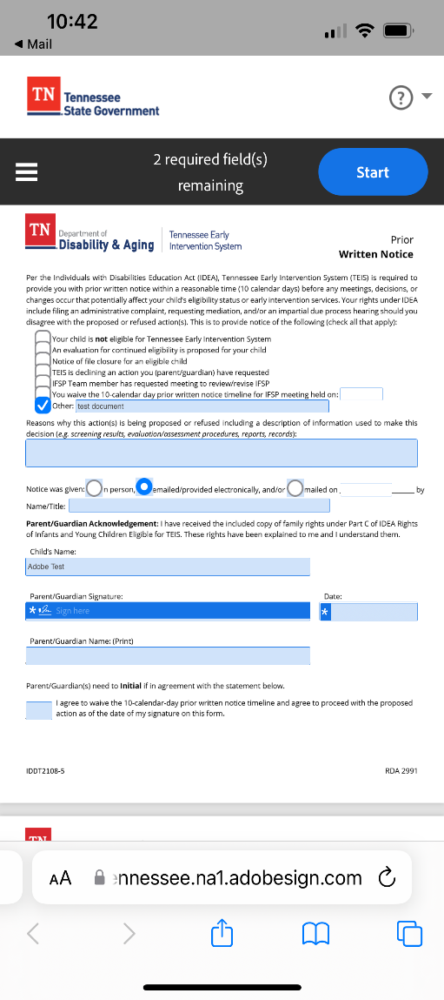 10:42
◀ Mail
TN Tennessee
State Government
?
2 required field(s)
remaining
Start
TN Department of
Disability & Aging
Tennessee Early
Intervention System
Prior
Written Notice
Per the Individuals with Disabilities Education Act (IDEA), Tennessee Early Intervention System (TEIS) is required to
provide you with prior written notice within a reasonable time (10 calendar days) before any meetings, decisions, or
changes occur that potentially affect your child's eligibility status or early intervention services. Your rights under IDEA
include filing an administrative complaint, requesting mediation, and/or an impartial due process hearing should you
disagree with the proposed or refused action(s). This is to provide notice of the following (check all that apply):
Your child is not eligible for Tennessee Early Intervention System
An evaluation for continued eligibility is proposed for your child
Notice of file closure for an eligible child
TEIS is declining an action you (parent/guardian) have requested
IFSP Team member has requested meeting to review/revise IFSP
You waive the 10-calendar day prior written notice timeline for IFSP meeting held on:
Other: test document
Reasons why this action(s) is being proposed or refused including a description of information used to make this
decision (e.g. screening results, evaluation/assessment procedures, reports, records):
Notice was given: n person, emailed/provided electronically, and/or mailed on ______ by
Name/Title:
Parent/Guardian Acknowledgement: I have received the included copy of family rights under Part C of IDEA Rights
of Infants and Young Children Eligible for TEIS. These rights have been explained to me and I understand them.
Child's Name:
Adobe Test
Parent/Guardian Signature: Date:
* Sign here *
Parent/Guardian Name: (Print)
Parent/Guardian(s) need to Initial if in agreement with the statement below.
I agree to waive the 10-calendar-day prior written notice timeline and agree to proceed with the proposed
action as of the date of my signature on this form.
IDDT2108-5 RDA 2991
TN
AA ennessee.na1.adobesign.com